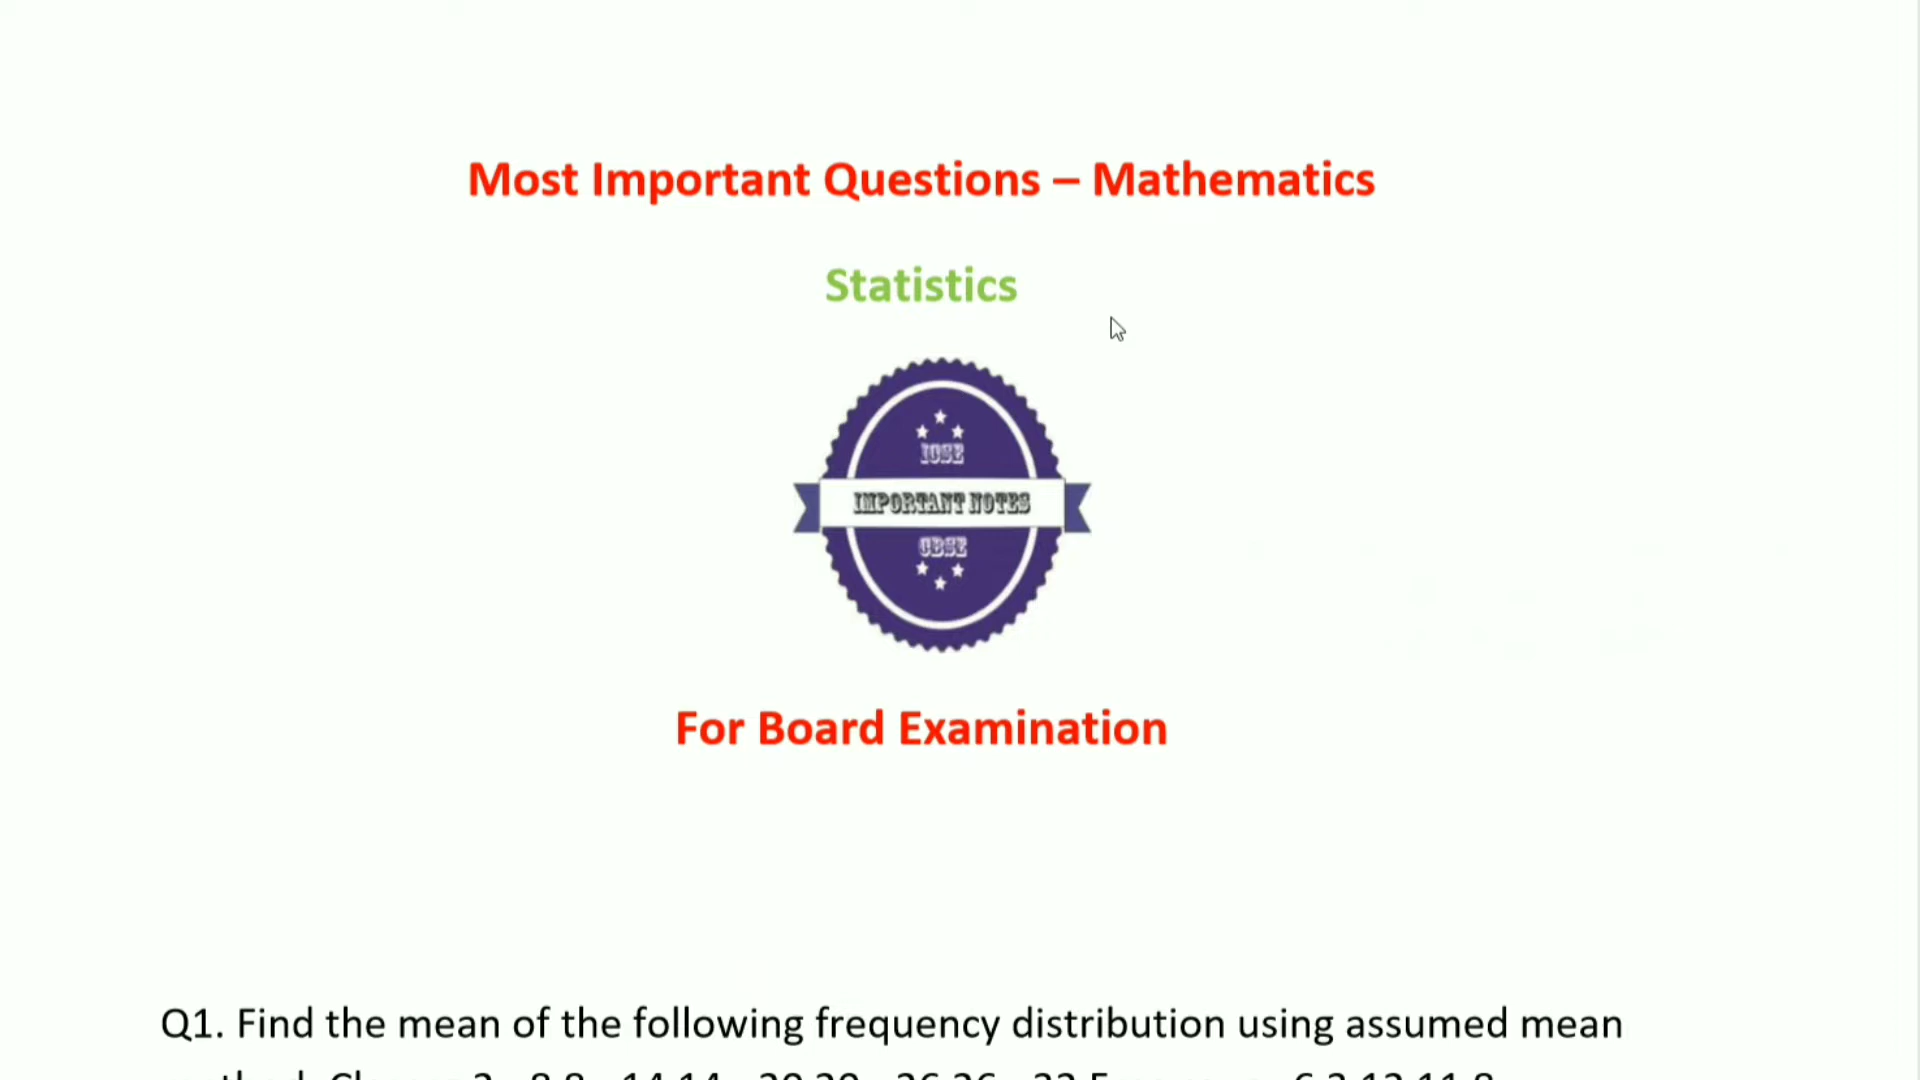 Most Important Questions – Mathematics
Statistics
ICSE
IMPORTANT NOTES
CBSE
For Board Examination
Q1. Find the mean of the following frequency distribution using assumed mean